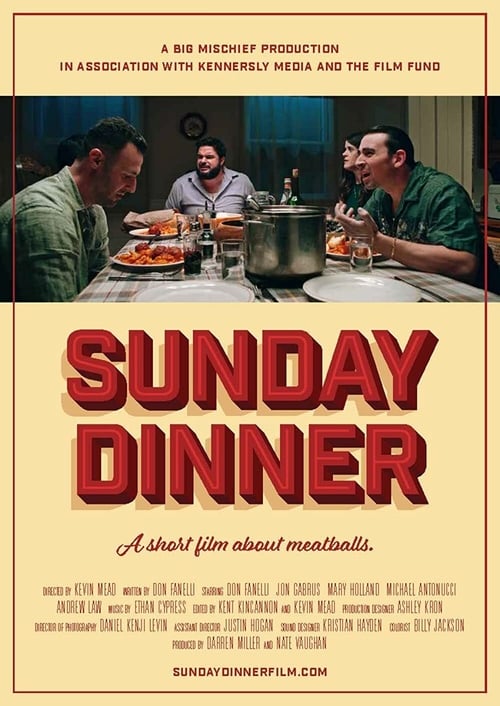 A BIG MISCHIEF PRODUCTION
IN ASSOCIATION WITH KENNERSLY MEDIA AND THE FILM FUND
SUNDAY
DINNER
A short film about meatballs.
DIRECTED BY KEVIN MEAD WRITTEN BY DON FANELLI STARRING DON FANELLI JON GABRUS MARY HOLLAND MICHAEL ANTONUCCI
ANDREW LAW MUSIC BY ETHAN CYPRESS EDITED BY KENT KINCANNON AND KEVIN MEAD PRODUCTION DESIGNER ASHLEY KRON
DIRECTOR OF PHOTOGRAPHY DANIEL KENJI LEVIN ASSISTANT DIRECTOR JUSTIN HOGAN SOUND DESIGNER KRISTIAN HAYDEN COLORIST BILLY JACKSON
PRODUCED BY DARREN MILLER AND NATE VAUGHAN
SUNDAYDINNERFILM.COM